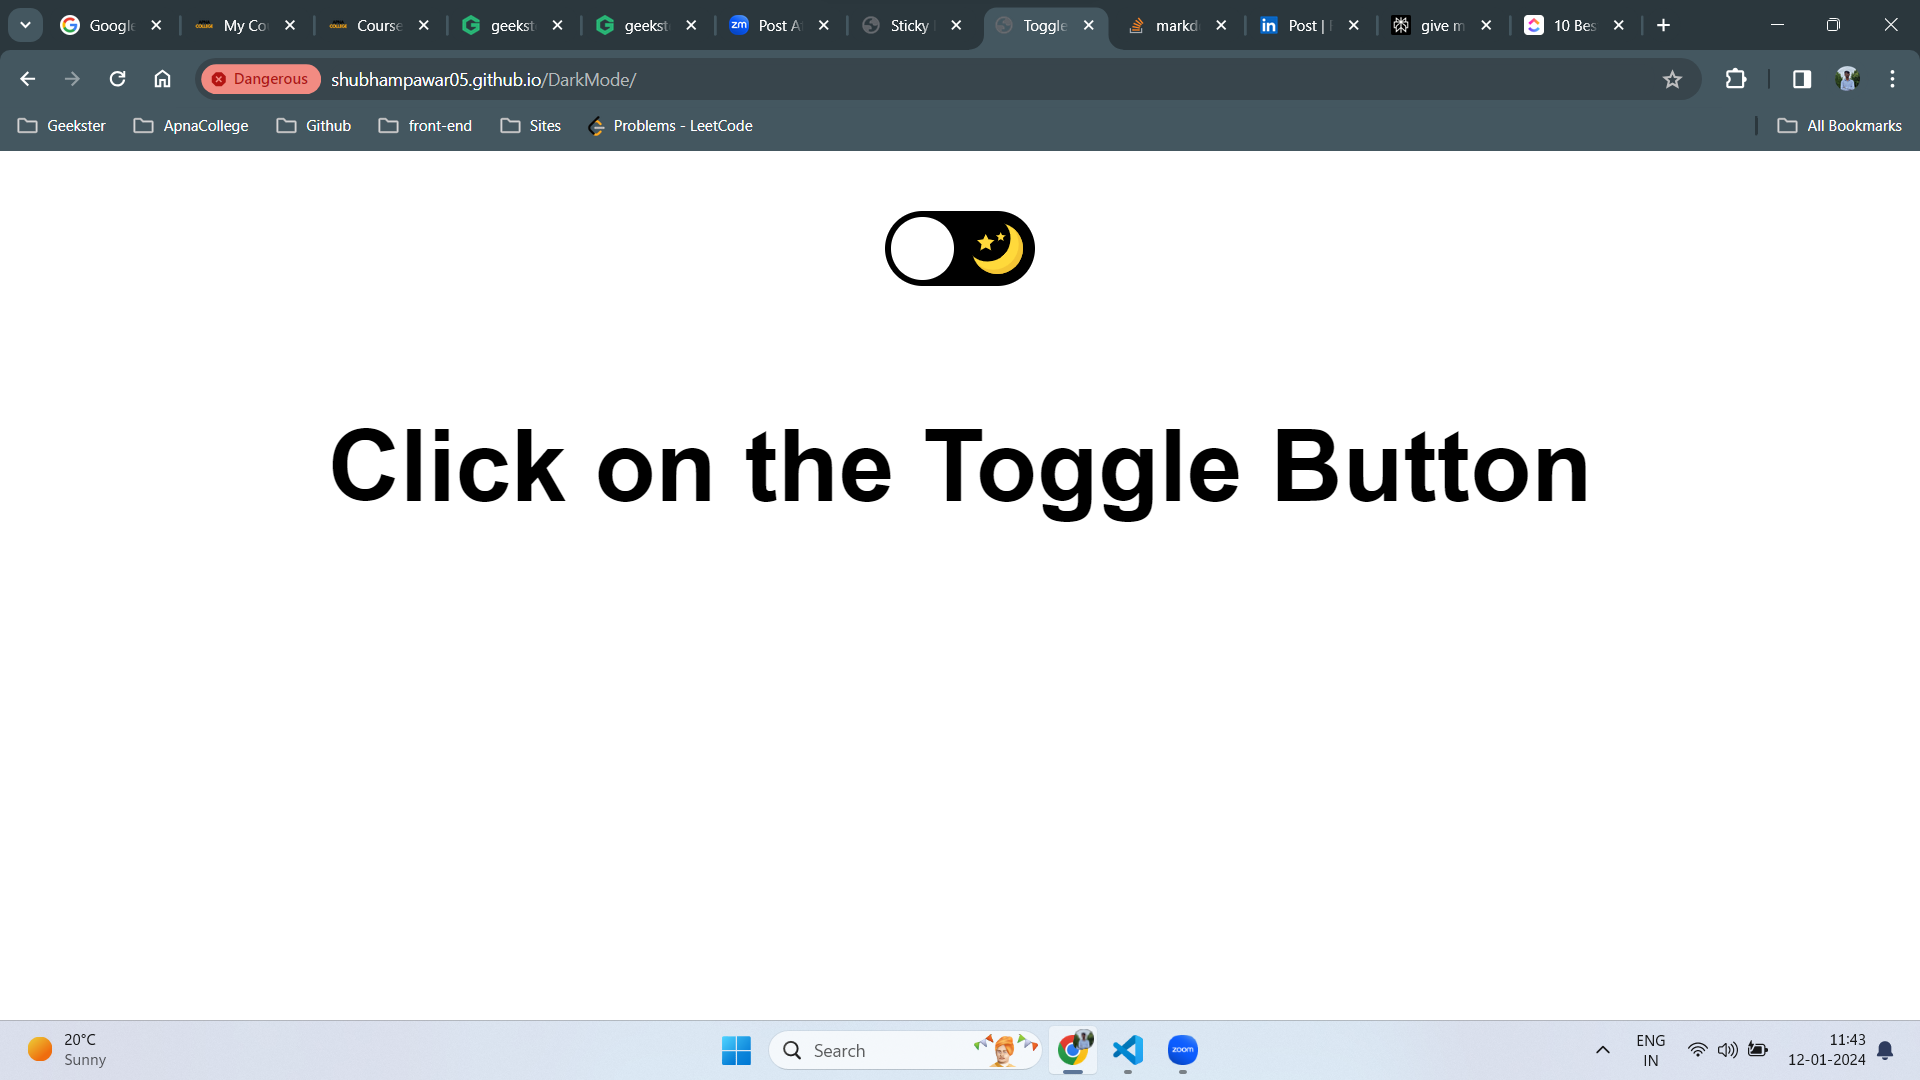 Google
My Co
Course
geekst
geekst
Post A
Sticky
Toggle
markd
Post |
give m
10 Bes
Dangerous
shubhampawar05.github.io/DarkMode/
Geekster
ApnaCollege
Github
front-end
Sites
Problems - LeetCode
All Bookmarks
Click on the Toggle Button
20°C
Sunny
Search
zoom
ENG
IN
11:43
12-01-2024